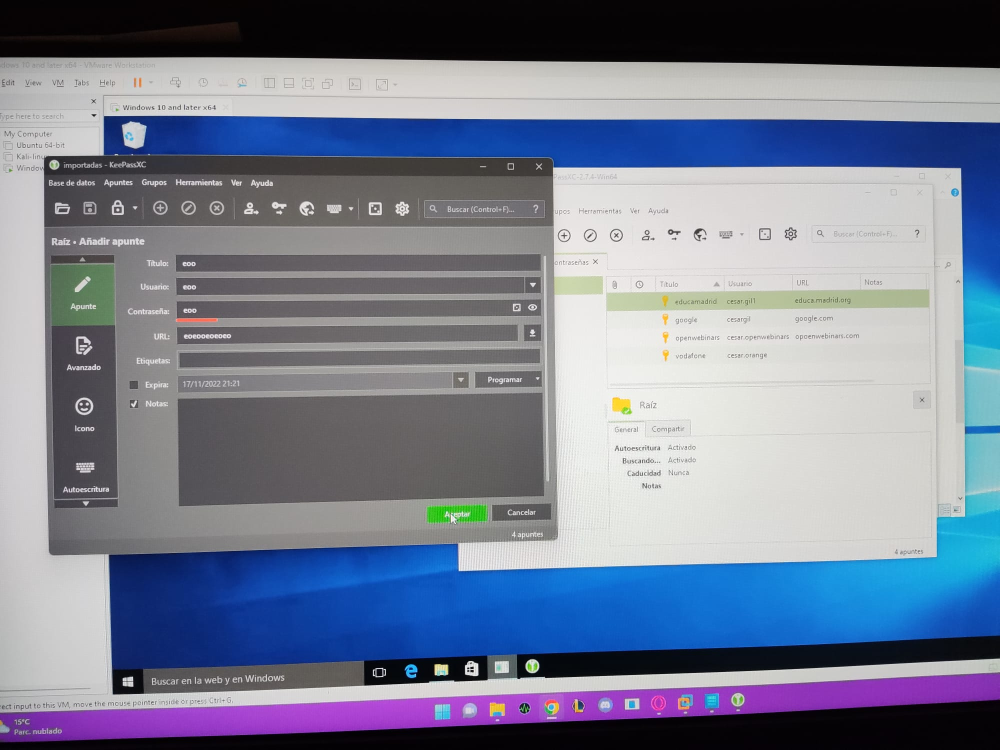 dows 10 and later x64 - VMware Workstation
Edit View VM Tabs Help
Type here to search
Windows 10 and later x64
My Computer
Ubuntu 64-bit
Kali-linu
Window
importadas - KeePassXC
Base de datos Apuntes Grupos Herramientas Ver Ayuda
Buscar (Control+F)... ?
Raíz • Añadir apunte
Apunte
Avanzado
Icono
Autoescritura
Título: eoo
Usuario: eoo
Contraseña: eoo
URL: eoeooeoeoeo
Etiquetas:
Expira: 17/11/2022 21:21 Programar
Notas:
Aceptar Cancelar
4 apuntes
PassXC-2.7.4-Win64
upos Herramientas Ver Ayuda
Buscar (Control+F)... ?
ontraseñas
Título Usuario URL Notas
educamadrid cesar.gil1 educa.madrid.org
google cesargil google.com
openwebinars cesar.openwebinars opoenwebinars.com
vodafone cesar.orange
Raíz
General Compartir
Autoescritura Activado
Buscando... Activado
Caducidad Nunca
Notas
4 apuntes
Buscar en la web y en Windows
rect input to this VM, move the mouse pointer inside or press Ctrl+G.
15°C
Parc. nublado